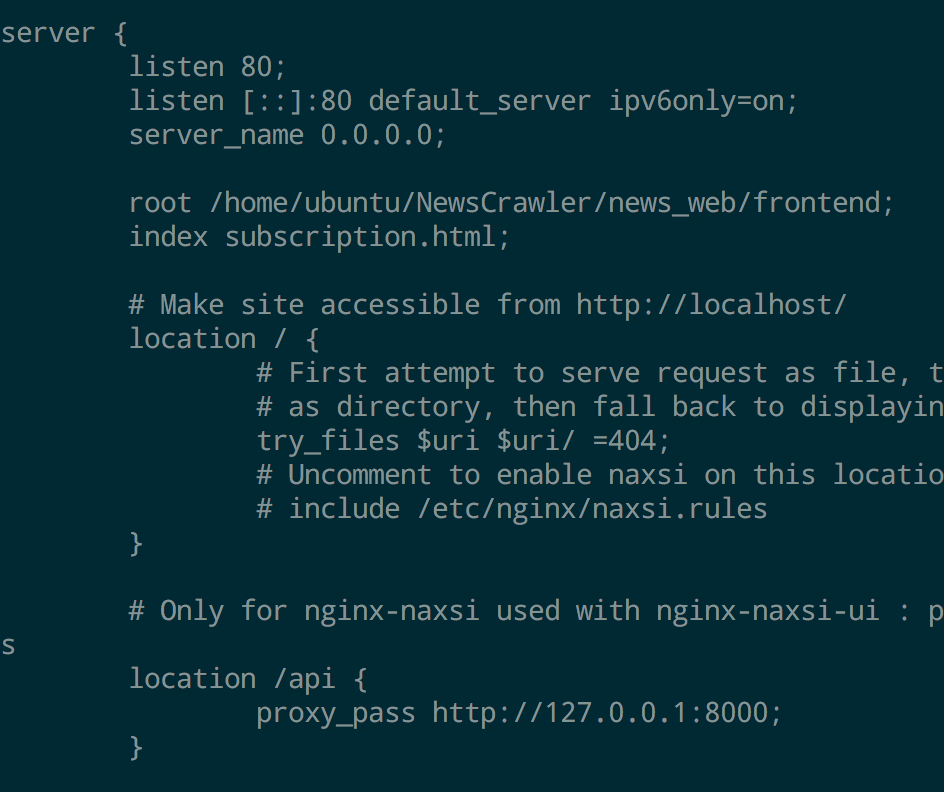 server {
listen 80;
listen [::]:80 default_server ipv6only=on;
server_name 0.0.0.0;
root /home/ubuntu/NewsCrawler/news_web/frontend;
index subscription.html;
# Make site accessible from http://localhost/
location / {
# First attempt to serve request as file, t
# as directory, then fall back to displayin
try_files $uri $uri/ =404;
# Uncomment to enable naxsi on this locatio
# include /etc/nginx/naxsi.rules
}
# Only for nginx-naxsi used with nginx-naxsi-ui : p
s
location /api {
proxy_pass http://127.0.0.1:8000;
}